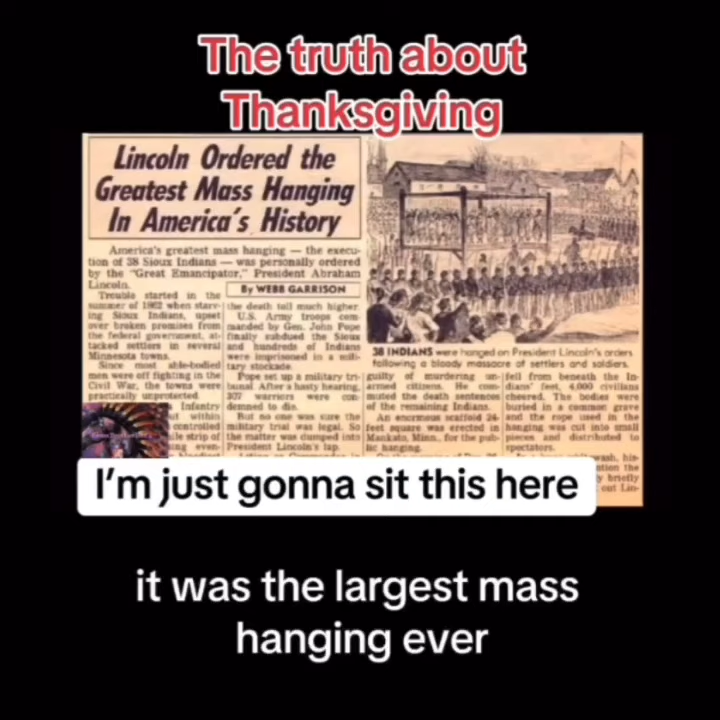 The truth about
Thanksgiving
Lincoln Ordered the
Greatest Mass Hanging
In America's History
America's greatest mass hanging — the execu-
tion of 38 Sioux Indians — was personally ordered
by the "Great Emancipator," President Abraham
Lincoln.
By WEBB GARRISON
Trouble started in the
summer of 1862 when starv-
ing Sioux Indians, upset
over broken promises from
the federal government, at-
tacked settlers in several
Minnesota towns.
Since most able-bodied
men were off fighting in the
Civil War, the towns were
practically unprotected.
Infantry
within
controlled
strip of
the death toll much higher.
U.S. Army troops com-
manded by Gen. John Pope
finally subdued the Sioux
and hundreds of Indians
were imprisoned in a mili-
tary stockade.
Pope set up a military tri-
bunal. After a hasty hearing,
307 warriors were con-
demned to die.
But no one was sure the
military trial was legal. So
the matter was dumped into
President Lincoln's lap.
38 INDIANS were hanged on President Lincoln's orders
following a bloody massacre of settlers and soldiers.
guilty of murdering un-
armed citizens. He com-
muted the death sentences
of the remaining Indians.
An enormous scaffold 24-
feet square was erected in
Mankato, Minn., for the pub-
lic hanging.
fell from beneath the In-
dians' feet, 4,000 civilians
cheered. The bodies were
buried in a common grave
and the rope used in the
hanging was cut into small
pieces and distributed to
spectators.
I'm just gonna sit this here
it was the largest mass
hanging ever